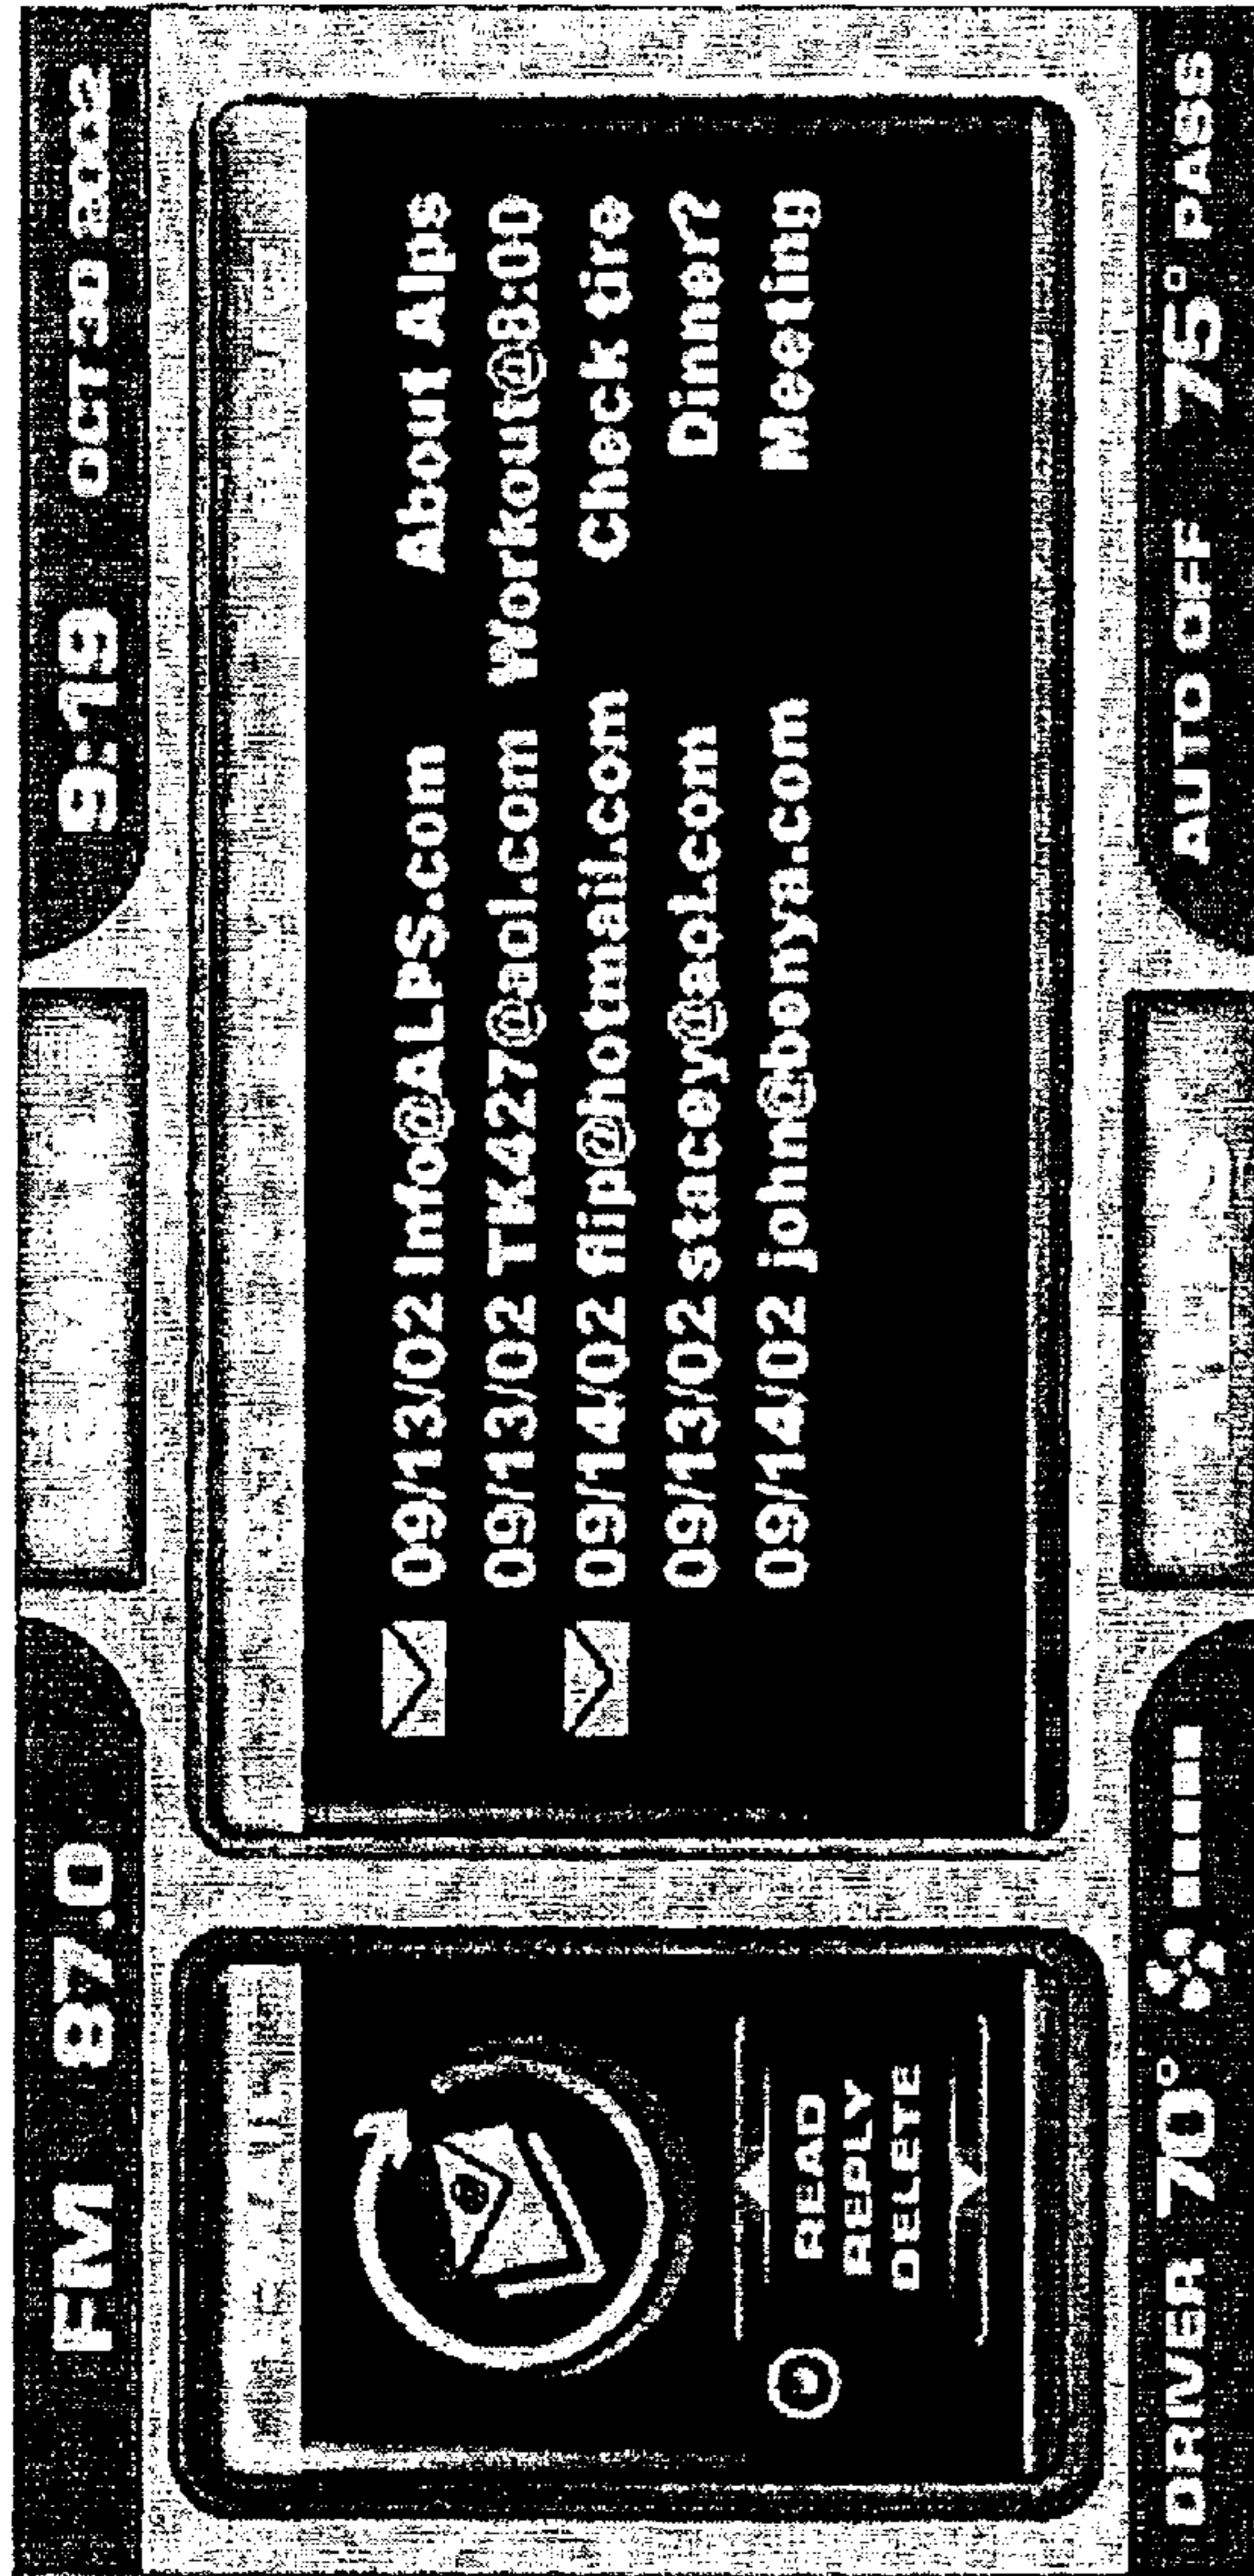 FM 87.0
9:19 OCT 30 2002
09/13/02 Info@ALPS.com About Alps
09/13/02 TK427@aol.com Workout@8:00
09/14/02 flip@hotmail.com Check tire
09/13/02 stacey@aol.com Dinner?
09/14/02 john@bonya.com Meeting
READ
REPLY
DELETE
DRIVER 70°
AUTO OFF 75° PASS